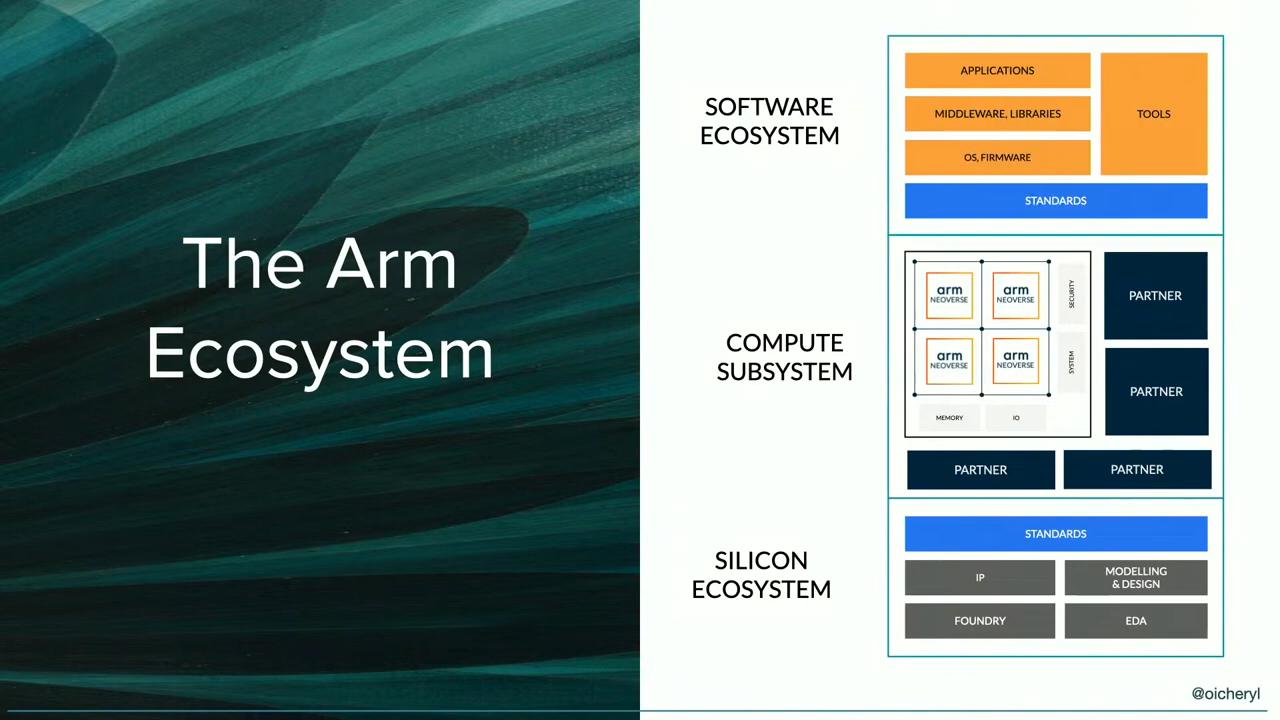 The Arm
Ecosystem
SOFTWARE
ECOSYSTEM
APPLICATIONS
MIDDLEWARE, LIBRARIES
OS, FIRMWARE
TOOLS
STANDARDS
COMPUTE
SUBSYSTEM
arm
NEOVERSE
arm
NEOVERSE
arm
NEOVERSE
arm
NEOVERSE
SECURITY
SYSTEM
MEMORY
IO
PARTNER
PARTNER
PARTNER
PARTNER
SILICON
ECOSYSTEM
STANDARDS
IP
MODELLING
& DESIGN
FOUNDRY
EDA
@oicheryl